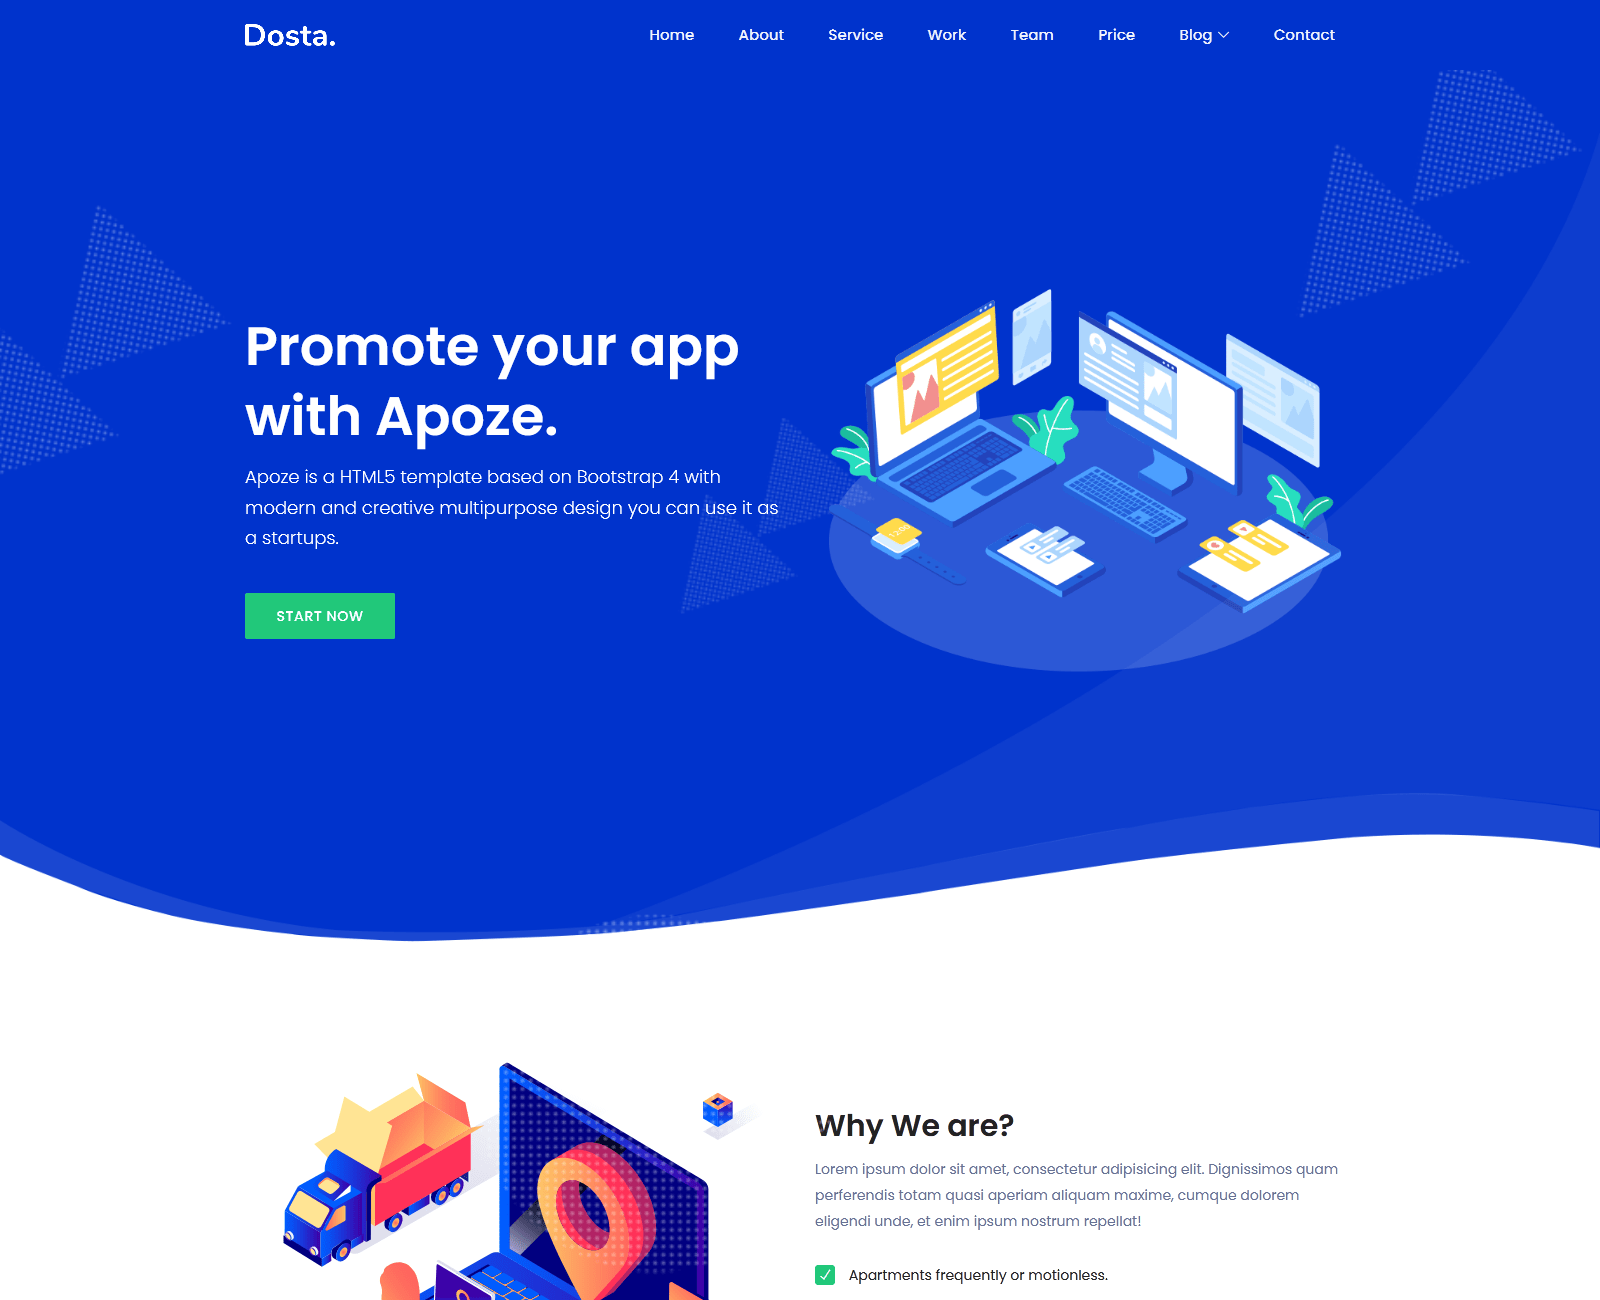 Dosta.
Home About Service Work Team Price Blog Contact
Promote your app
with Apoze.
Apoze is a HTML5 template based on Bootstrap 4 with
modern and creative multipurpose design you can use it as
a startups.
12:00
START NOW
Why We are?
Lorem ipsum dolor sit amet, consectetur adipisicing elit. Dignissimos quam
perferendis totam quasi aperiam aliquam maxime, cumque dolorem
eligendi unde, et enim ipsum nostrum repellat!
Apartments frequently or motionless.